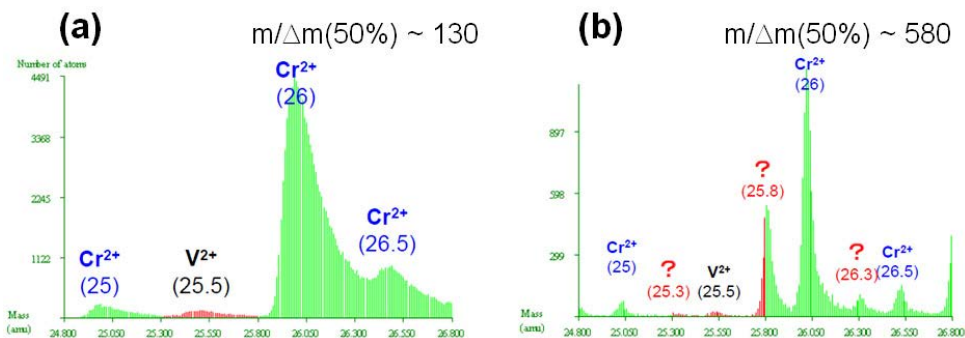 (a)
m/Δm(50%) ~ 130
Number of atoms
4491
3368
2245
1122
Cr²⁺
(26)
Cr²⁺
(26.5)
Cr²⁺
(25)
V²⁺
(25.5)
Mass
(amu)
24.800 25.050 25.300 25.550 25.800 26.050 26.300 26.550 26.800
(b)
m/Δm(50%) ~ 580
Cr²⁺
(26)
897
598
299
?
(25.8)
Cr²⁺
(25)
?
(25.3)
V²⁺
(25.5)
?
(26.3)
Cr²⁺
(26.5)
Mass
(amu)
24.800 25.050 25.300 25.550 25.800 26.050 26.300 26.550 26.800